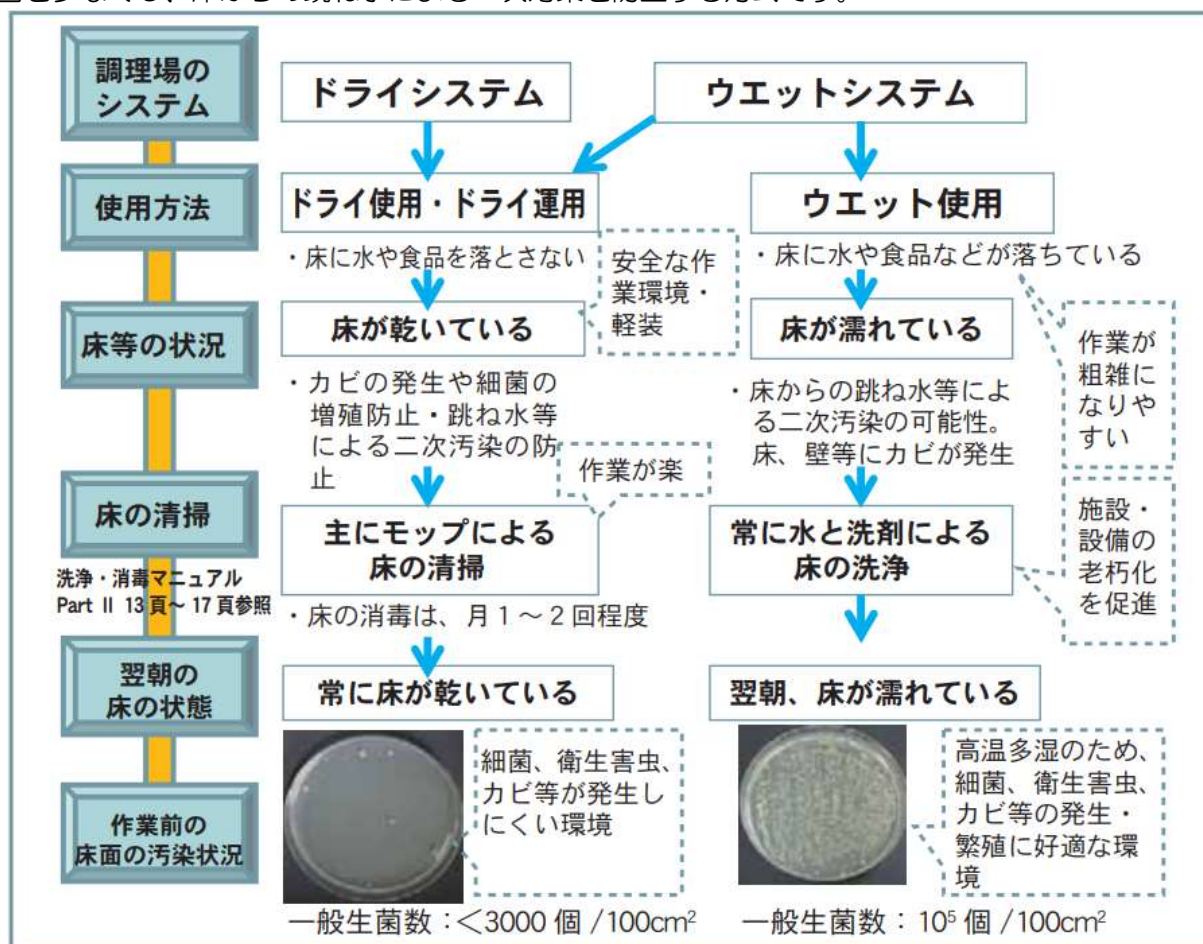 調理場の
システム
ドライシステム
ウエットシステム
使用方法
ドライ使用・ドライ運用
ウエット使用
・床に水や食品を落とさない
安全な作
業環境・
軽装
・床に水や食品などが落ちている
床等の状況
床が乾いている
床が濡れている
作業が
粗雑に
なりや
すい
・カビの発生や細菌の
増殖防止・跳ね水等
による二次汚染の防
止
作業が楽
・床からの跳ね水等によ
る二次汚染の可能性。
床、壁等にカビが発生
床の清掃
主にモップによる
床の清掃
常に水と洗剤による
床の洗浄
施設・
設備の
老朽化
を促進
洗浄・消毒マニュアル
Part Ⅱ 13 頁～ 17 頁参照
・床の消毒は、月１～２回程度
翌朝の
床の状態
常に床が乾いている
翌朝、床が濡れている
作業前の
床面の汚染状況
細菌、衛生害虫、
カビ等が発生し
にくい環境
高温多湿のため、
細菌、衛生害虫、
カビ等の発生・
繁殖に好適な環
境
一般生菌数：＜3000 個 /100cm²
一般生菌数：10⁵ 個 /100cm²